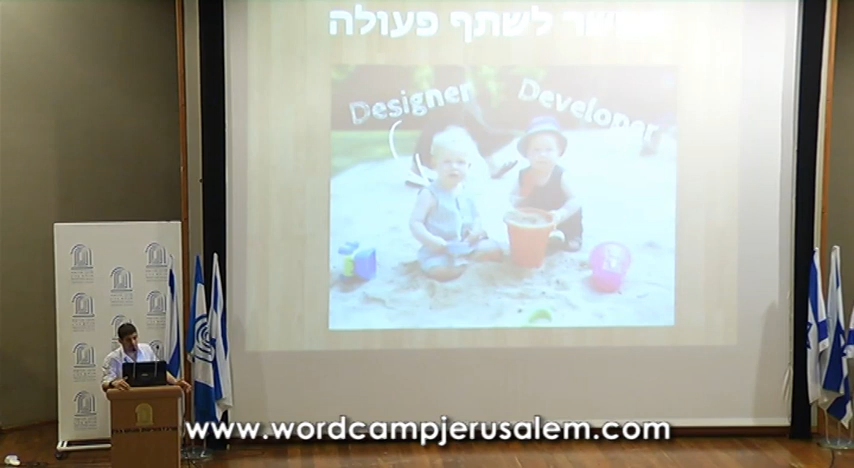 לשתף פעולה
Designer
Developer
www.wordcampjerusalem.com